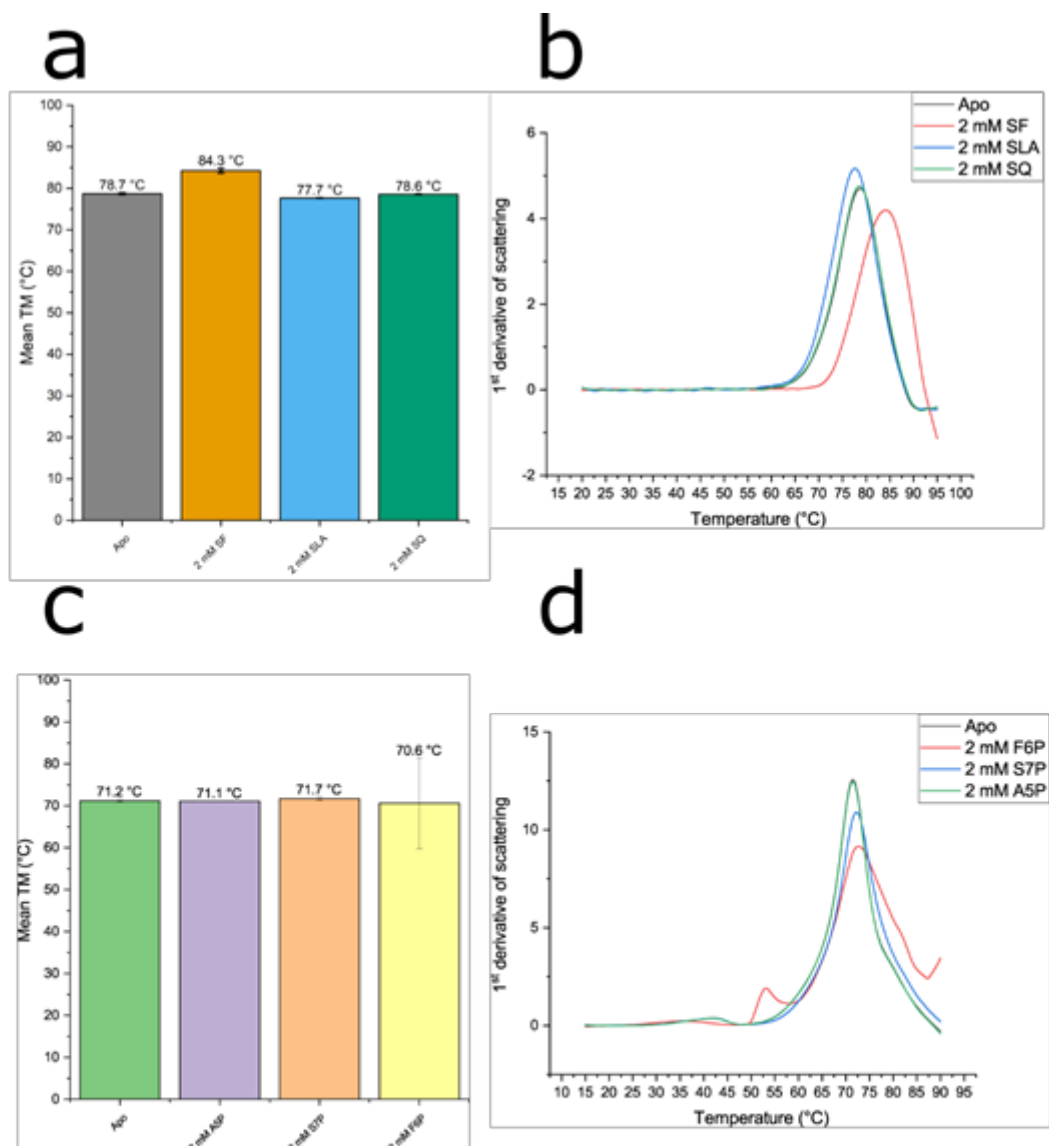 a
100
90
80
70
60
50
40
30
20
10
0
Mean TM (°C)
78.7 °C
84.3 °C
77.7 °C
78.6 °C
Apo
2 mM SF
2 mM SLA
2 mM SQ
b
Apo
2 mM SF
2 mM SLA
2 mM SQ
6
4
2
0
-2
1st derivative of scattering
15 20 25 30 35 40 45 50 55 60 65 70 75 80 85 90 95 100
Temperature (°C)
c
100
90
80
70
60
50
40
30
20
10
0
Mean TM (°C)
71.2 °C
71.1 °C
71.7 °C
70.6 °C
Apo
mM A5P
mM S7P
mM F6P
d
Apo
2 mM F6P
2 mM S7P
2 mM A5P
15
10
5
0
1st derivative of scattering
10 15 20 25 30 35 40 45 50 55 60 65 70 75 80 85 90 95
Temperature (°C)